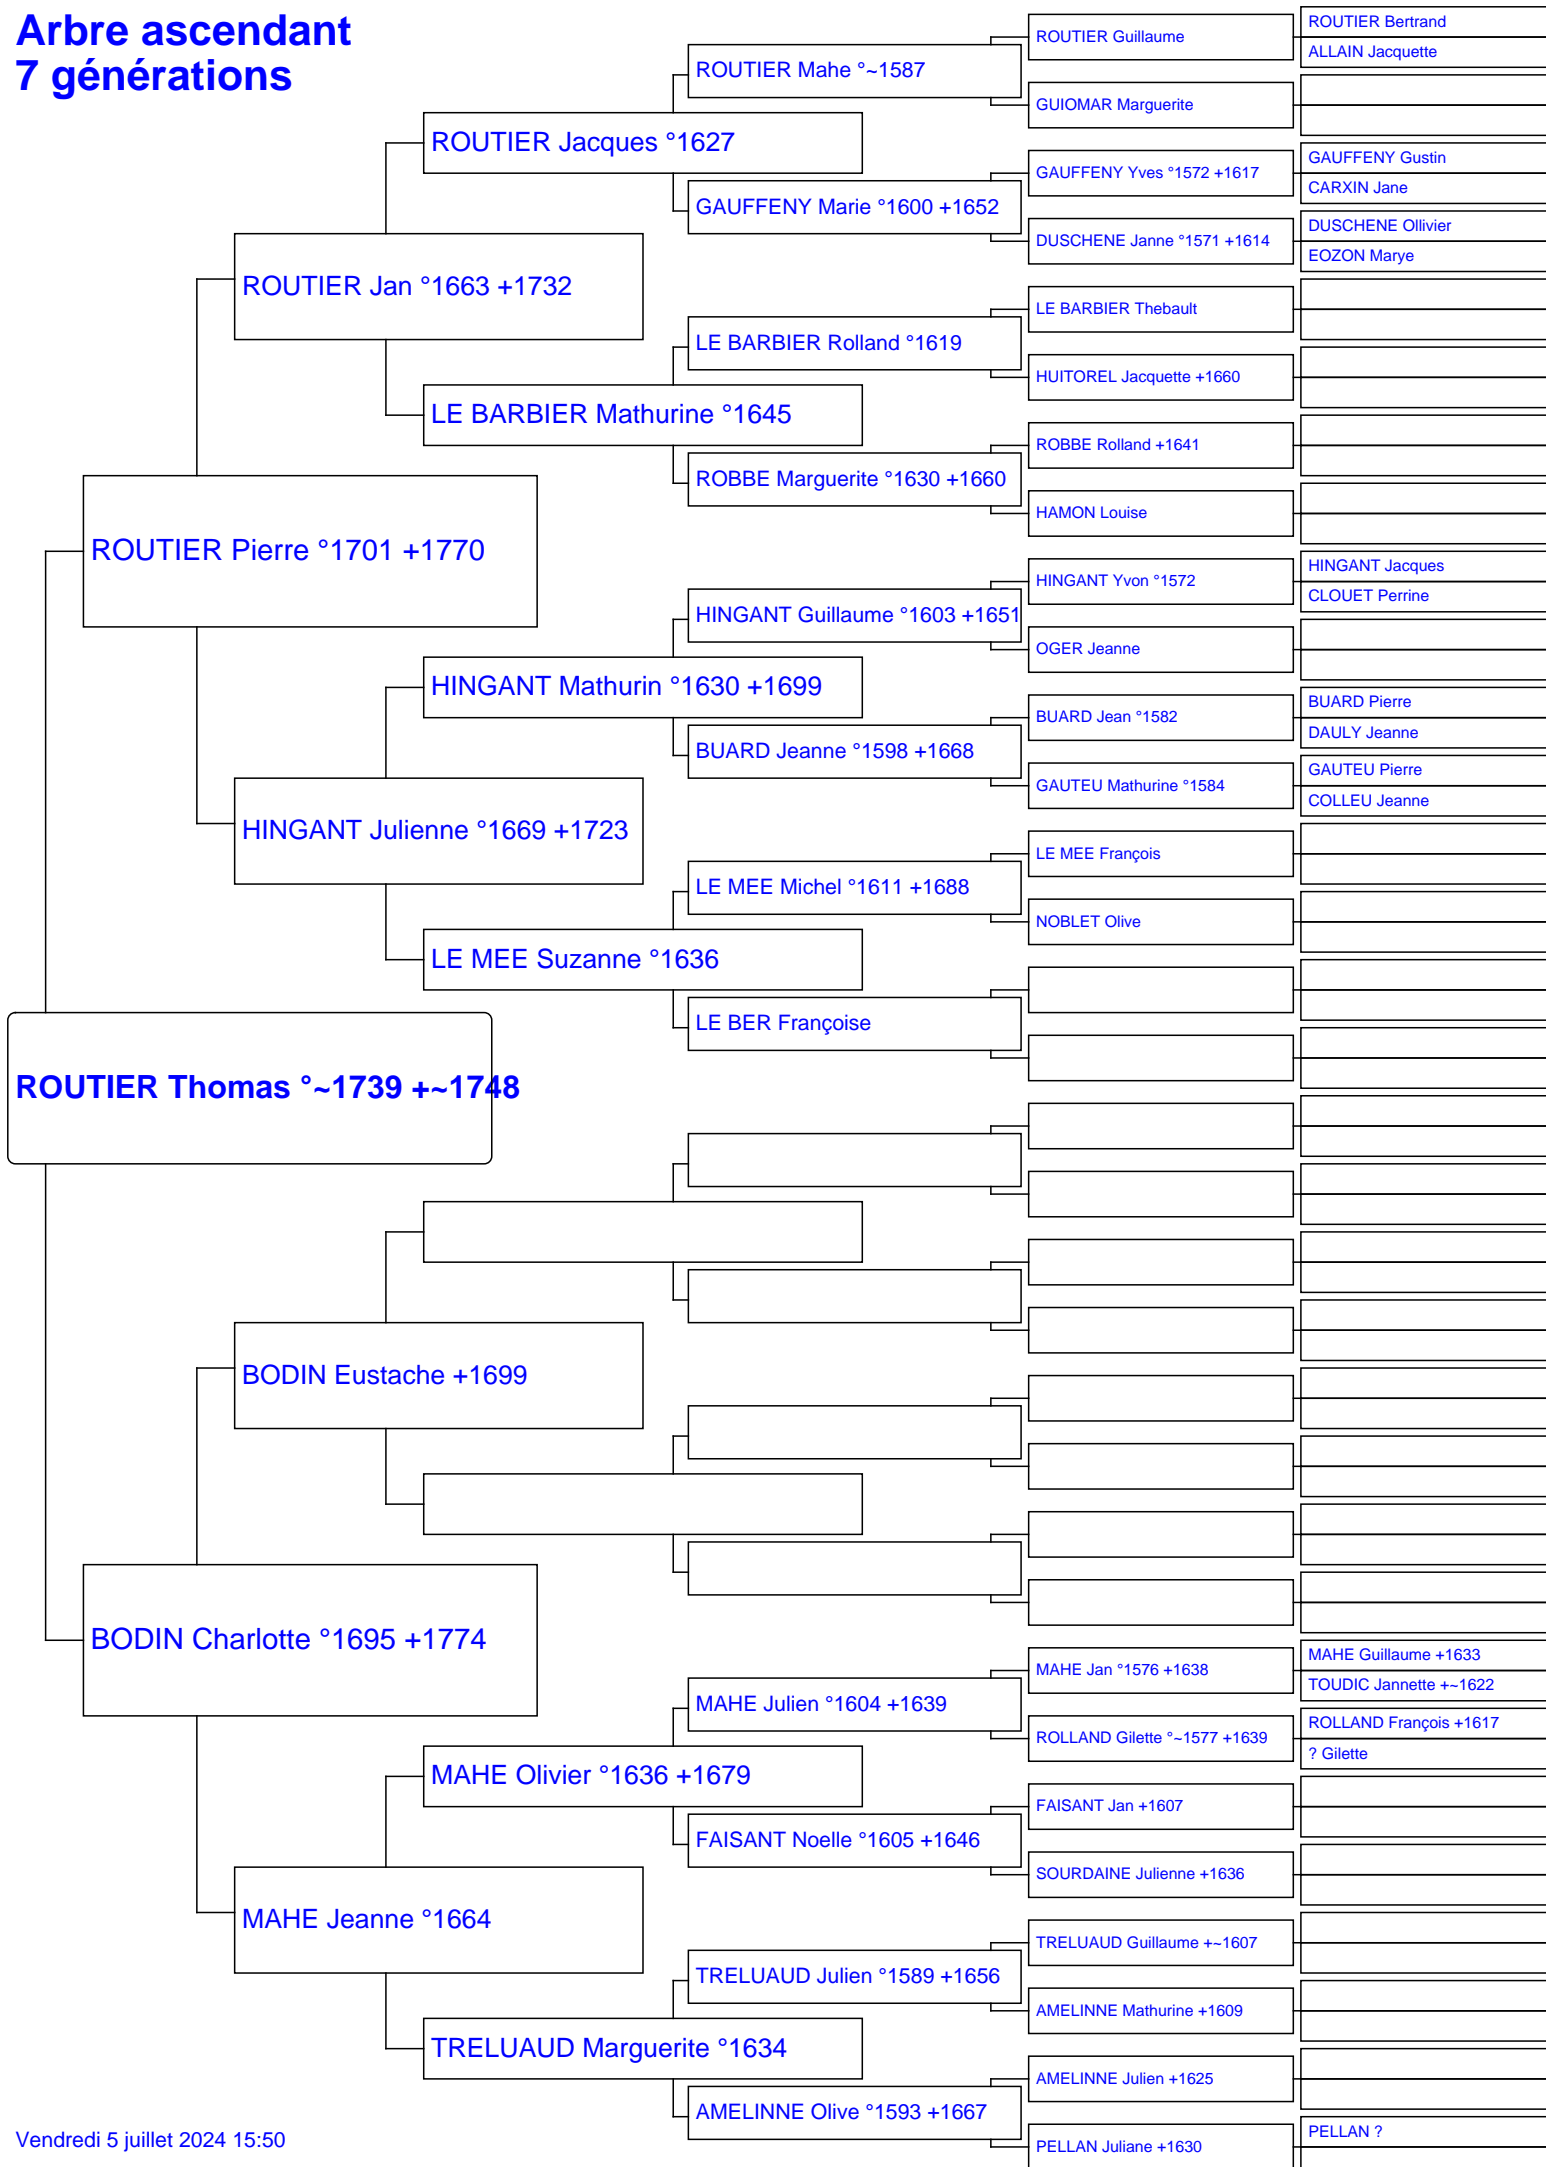 Arbre ascendant
7 générations
ROUTIER Thomas °~1739 +~1748
ROUTIER Pierre °1701 +1770
BODIN Charlotte °1695 +1774
ROUTIER Jan °1663 +1732
HINGANT Julienne °1669 +1723
BODIN Eustache +1699
MAHE Jeanne °1664
ROUTIER Jacques °1627
LE BARBIER Mathurine °1645
HINGANT Mathurin °1630 +1699
LE MEE Suzanne °1636
MAHE Olivier °1636 +1679
TRELUAUD Marguerite °1634
ROUTIER Mahe °~1587
GAUFFENY Marie °1600 +1652
LE BARBIER Rolland °1619
ROBBE Marguerite °1630 +1660
HINGANT Guillaume °1603 +1651
BUARD Jeanne °1598 +1668
LE MEE Michel °1611 +1688
LE BER Françoise
MAHE Julien °1604 +1639
FAISANT Noelle °1605 +1646
TRELUAUD Julien °1589 +1656
AMELINNE Olive °1593 +1667
ROUTIER Guillaume
GUIOMAR Marguerite
GAUFFENY Yves °1572 +1617
DUSCHENE Janne °1571 +1614
LE BARBIER Thebault
HUITOREL Jacquette +1660
ROBBE Rolland +1641
HAMON Louise
HINGANT Yvon °1572
OGER Jeanne
BUARD Jean °1582
GAUTEU Mathurine °1584
LE MEE François
NOBLET Olive
MAHE Jan °1576 +1638
ROLLAND Gilette °~1577 +1639
FAISANT Jan +1607
SOURDAINE Julienne +1636
TRELUAUD Guillaume +~1607
AMELINNE Mathurine +1609
AMELINNE Julien +1625
PELLAN Juliane +1630
ROUTIER Bertrand
ALLAIN Jacquette
GAUFFENY Gustin
CARXIN Jane
DUSCHENE Ollivier
EOZON Marye
HINGANT Jacques
CLOUET Perrine
BUARD Pierre
DAULY Jeanne
GAUTEU Pierre
COLLEU Jeanne
MAHE Guillaume +1633
TOUDIC Jannette +~1622
ROLLAND François +1617
? Gilette
PELLAN ?
Vendredi 5 juillet 2024 15:50